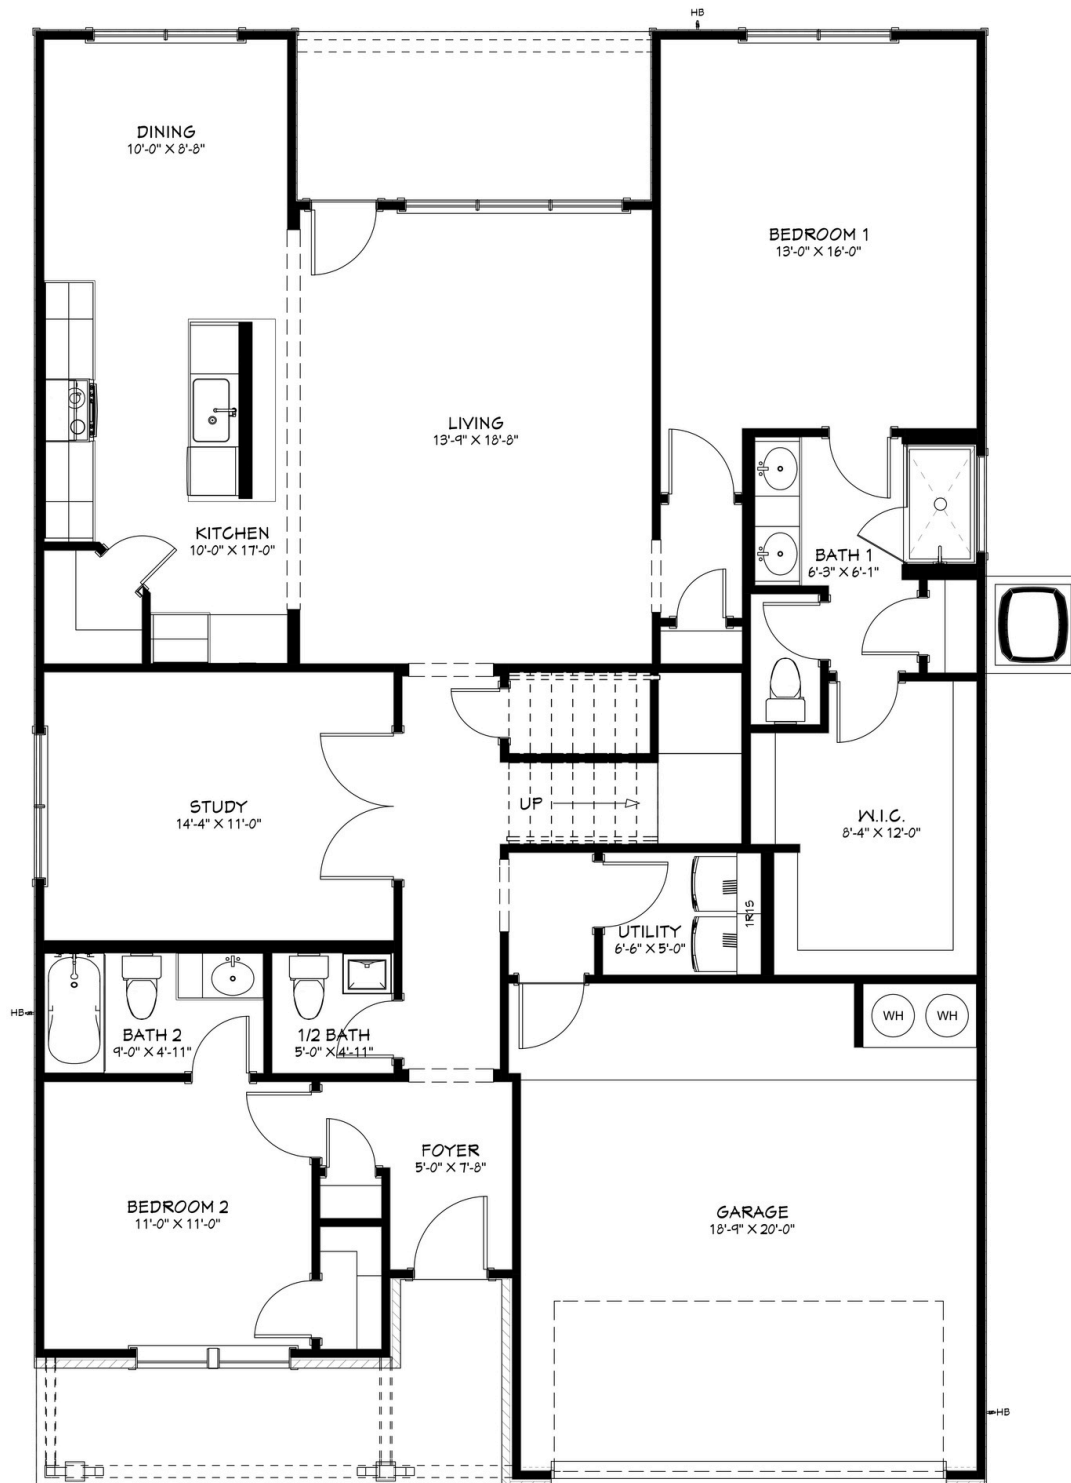 HB
DINING
10'-0" X 8'-8"
BEDROOM 1
13'-0" X 16'-0"
LIVING
13'-9" X 18'-8"
KITCHEN
10'-0" X 17'-0"
BATH 1
6'-3" X 6'-1"
STUDY
14'-4" X 11'-0"
UP
W.I.C.
8'-4" X 12'-0"
UTILITY
6'-6" X 5'-0"
1R1S
HB
BATH 2
9'-0" X 4'-11"
1/2 BATH
5'-0" X 4'-11"
WH
WH
FOYER
5'-0" X 7'-8"
BEDROOM 2
11'-0" X 11'-0"
GARAGE
18'-9" X 20'-0"
HB